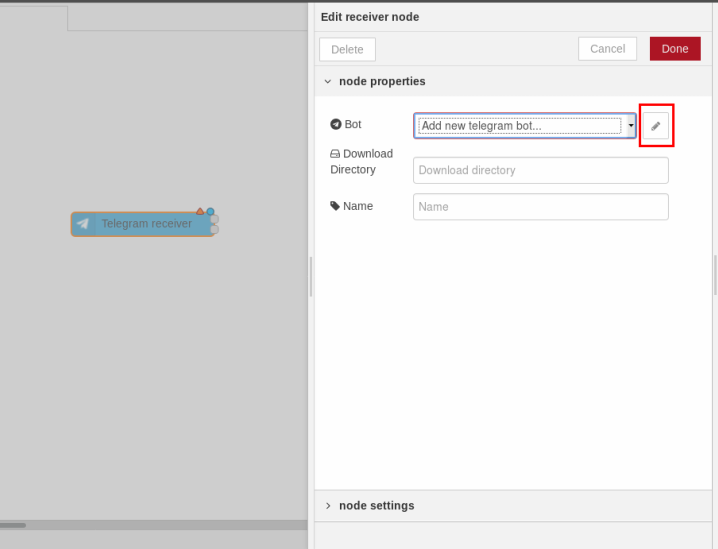 Edit receiver node
Delete
Cancel
Done
node properties
Bot
Add new telegram bot...
Download
Directory
Download directory
Name
Name
Telegram receiver
node settings